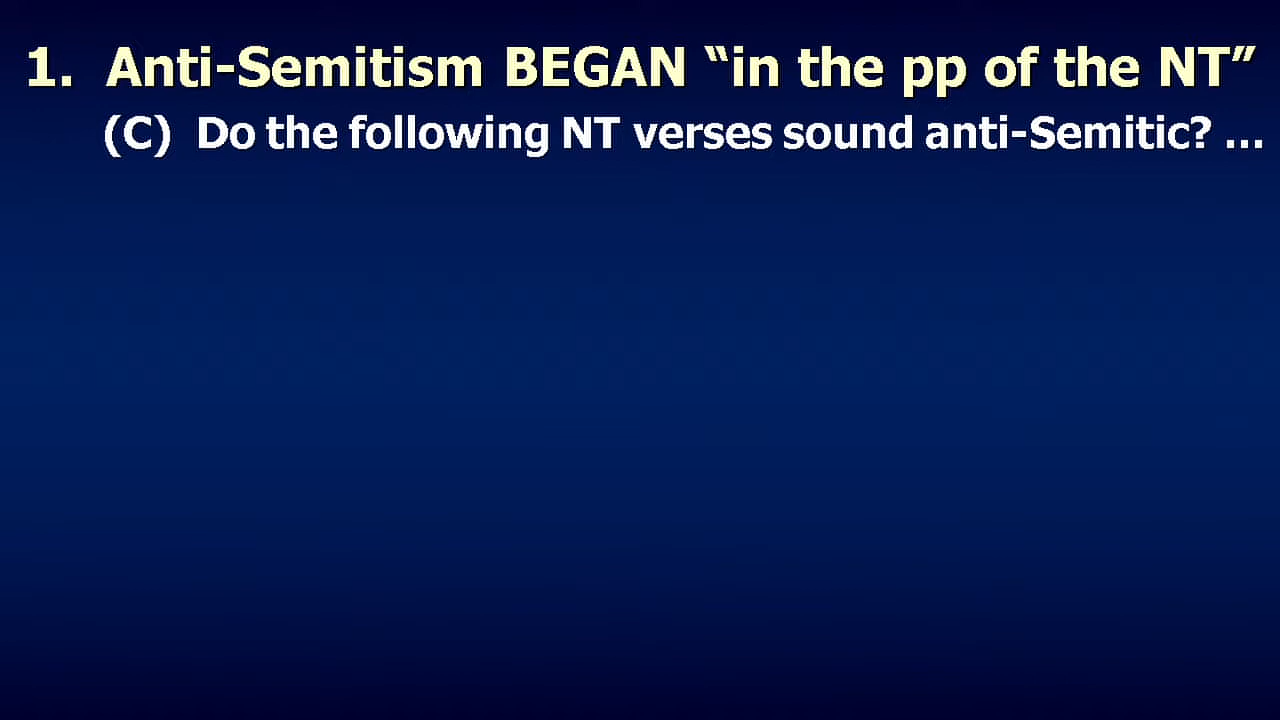 1. Anti-Semitism BEGAN “in the pp of the NT”
(C) Do the following NT verses sound anti-Semitic? ...